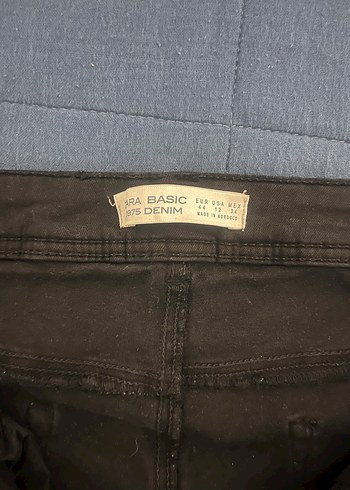 ARA BASIC
975 DENIM
EUR USA MEX
44 12 34
MADE IN MOROCCO